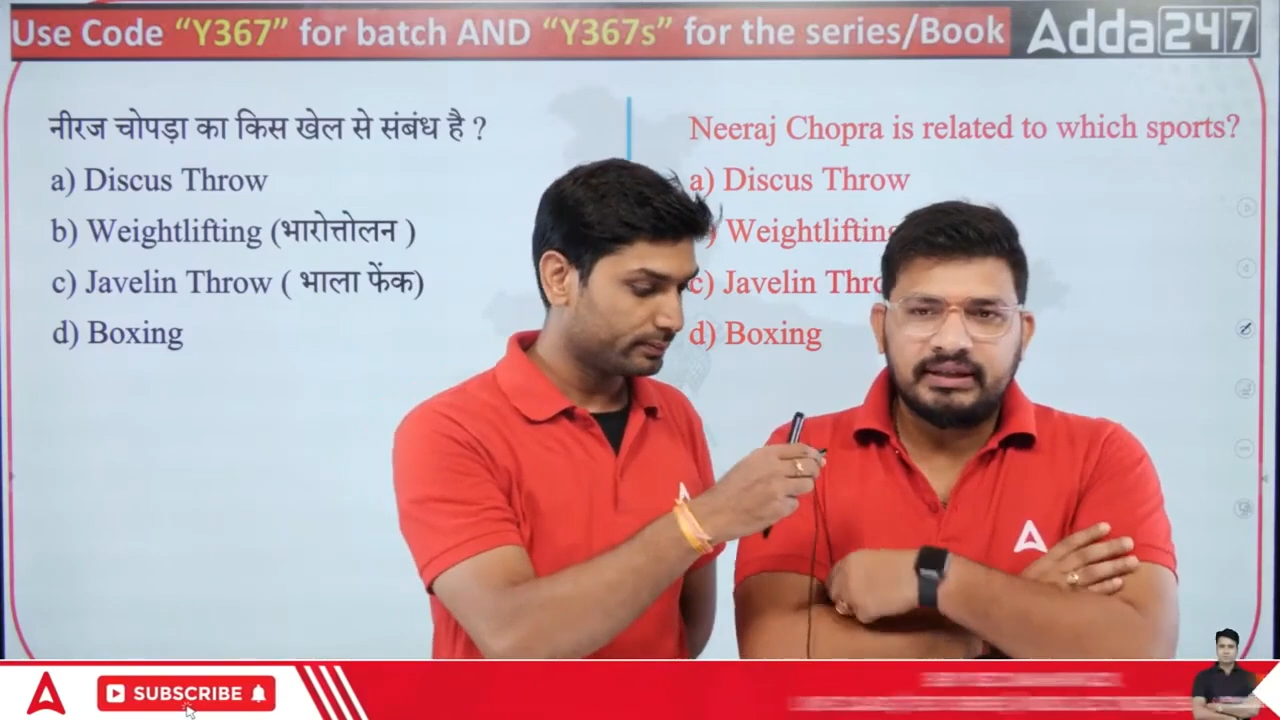 Use Code “Y367” for batch AND “Y367s” for the series/Book
Adda247
नीरज चोपड़ा का किस खेल से संबंध है ?
a) Discus Throw
b) Weightlifting (भारोत्तोलन )
c) Javelin Throw ( भाला फेंक)
d) Boxing
Neeraj Chopra is related to which sports?
a) Discus Throw
Weightlifting
c) Javelin
d) Boxing
SUBSCRIBE